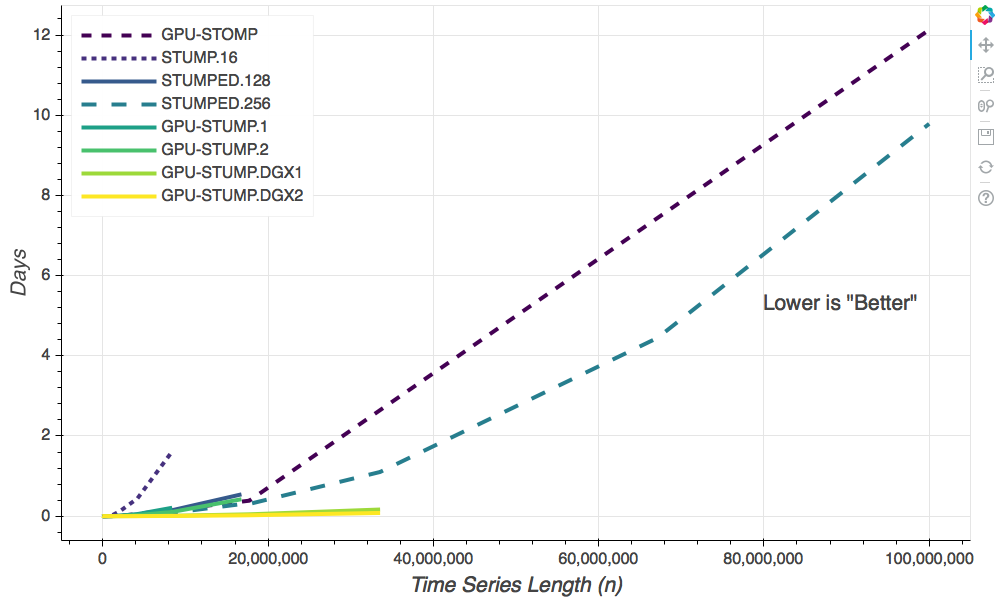 GPU-STOMP
STUMP.16
STUMPED.128
STUMPED.256
GPU-STUMP.1
GPU-STUMP.2
GPU-STUMP.DGX1
GPU-STUMP.DGX2
12
10
8
6
4
2
0
Days
Lower is "Better"
0 20,000,000 40,000,000 60,000,000 80,000,000 100,000,000
Time Series Length (n)